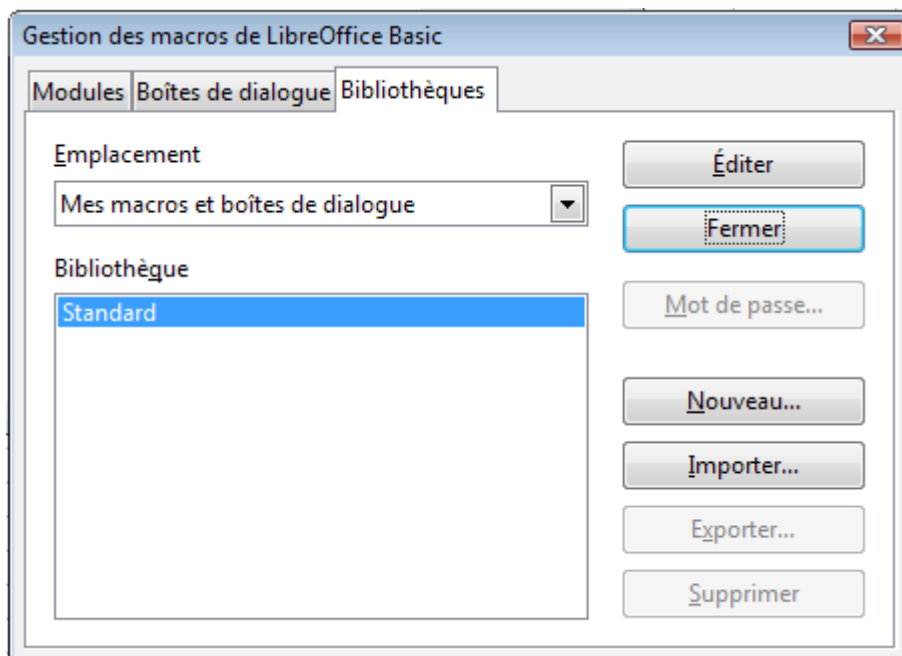 Gestion des macros de LibreOffice Basic
Modules Boîtes de dialogue Bibliothèques
Emplacement
Mes macros et boîtes de dialogue
Bibliothèque
Standard
Éditer
Fermer
Mot de passe...
Nouveau...
Importer...
Exporter...
Supprimer